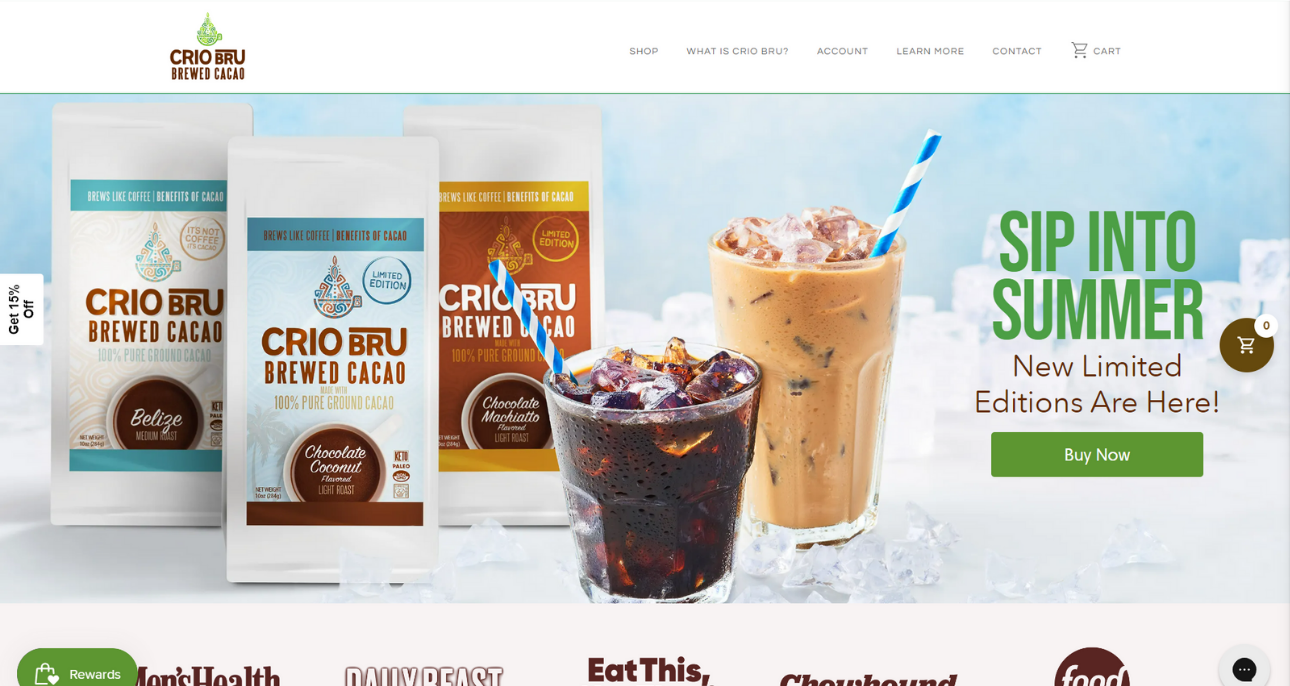 CRIO BRU
BREWED CACAO
SHOP
WHAT IS CRIO BRU?
ACCOUNT
LEARN MORE
CONTACT
CART
BREWS LIKE COFFEE | BENEFITS OF CACAO
IT'S NOT
COFFEE
IT'S CACAO
CRIO BRU
BREWED CACAO
100% PURE GROUND CACAO
Belize
MEDIUM ROAST
NET WEIGHT
10oz (284g)
BREWS LIKE COFFEE | BENEFITS OF CACAO
LIMITED
EDITION
CRIO BRU
BREWED CACAO
MADE WITH
100% PURE GROUND CACAO
Chocolate
Coconut
Flavored
LIGHT ROAST
KETO
PALEO
NET WEIGHT
10oz (284g)
BREWS LIKE COFFEE | BENEFITS OF CACAO
LIMITED
EDITION
CRIO BRU
BREWED CACAO
MADE WITH
100% PURE GROUND CACAO
Chocolate
Machiatto
Flavored
LIGHT ROAST
SIP INTO
SUMMER
New Limited
Editions Are Here!
Buy Now
Get 15%
Off
0
Rewards
Men'sHealth
DAILY BEAST
Eat This,
Chowhound
food